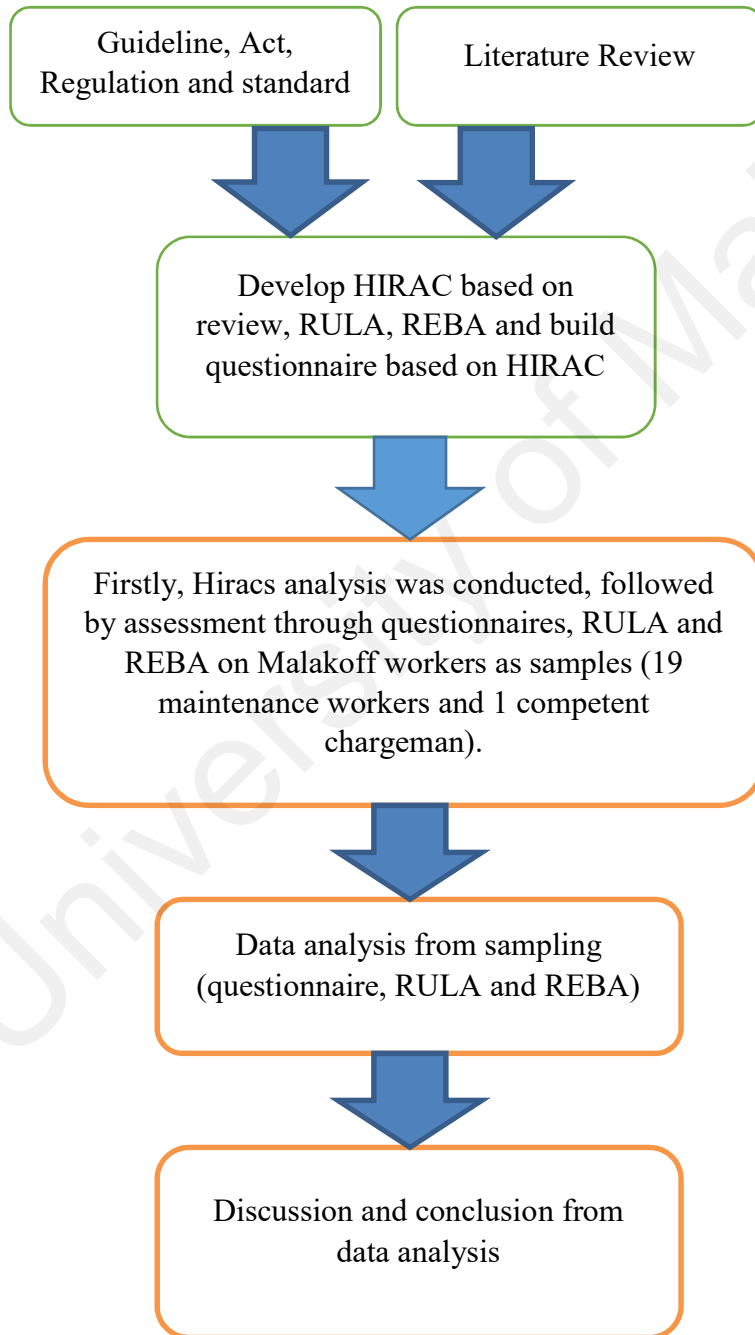 Guideline, Act,
Regulation and standard
Literature Review
Develop HIRAC based on
review, RULA, REBA and build
questionnaire based on HIRAC
Firstly, Hiracs analysis was conducted, followed
by assessment through questionnaires, RULA and
REBA on Malakoff workers as samples (19
maintenance workers and 1 competent
chargeman).
Data analysis from sampling
(questionnaire, RULA and REBA)
Discussion and conclusion from
data analysis
University of Ma